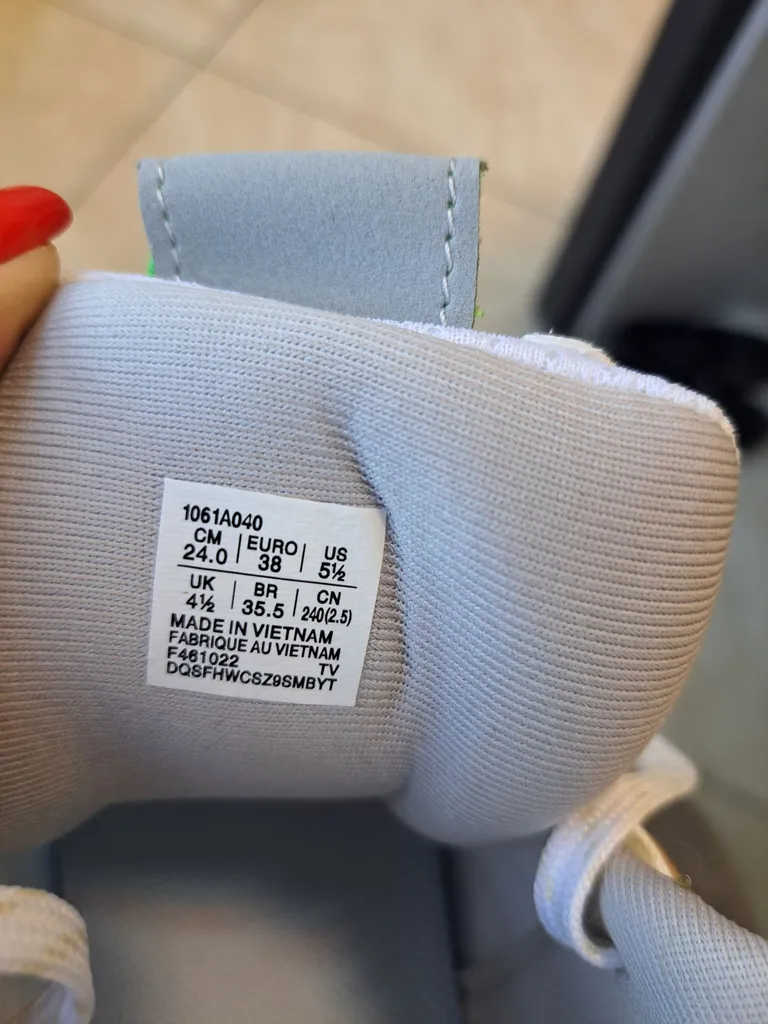 1061A040
CM 24.0 | EURO 38 | US 5½
UK 4½ | BR 35.5 | CN 240(2.5)
MADE IN VIETNAM
FABRIQUE AU VIETNAM
F461022 TV
DQSFHWCSZ9SMBYT